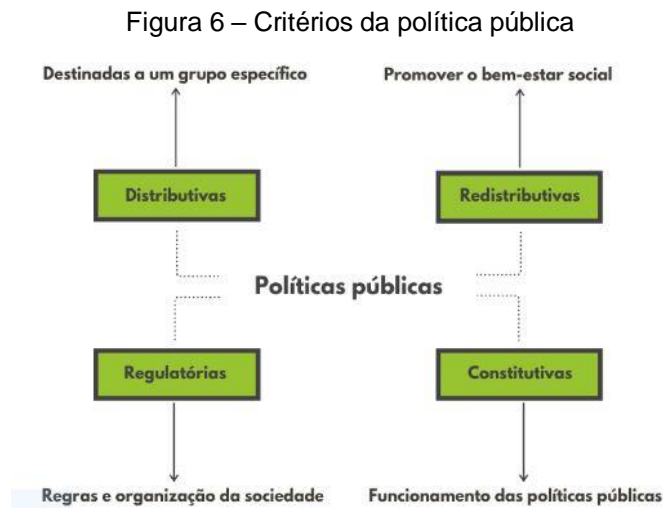 Figura 6 – Critérios da política pública
Destinadas a um grupo específico
Promover o bem-estar social
Distributivas
Redistributivas
Políticas públicas
Regulatórias
Constitutivas
Regras e organização da sociedade
Funcionamento das políticas públicas